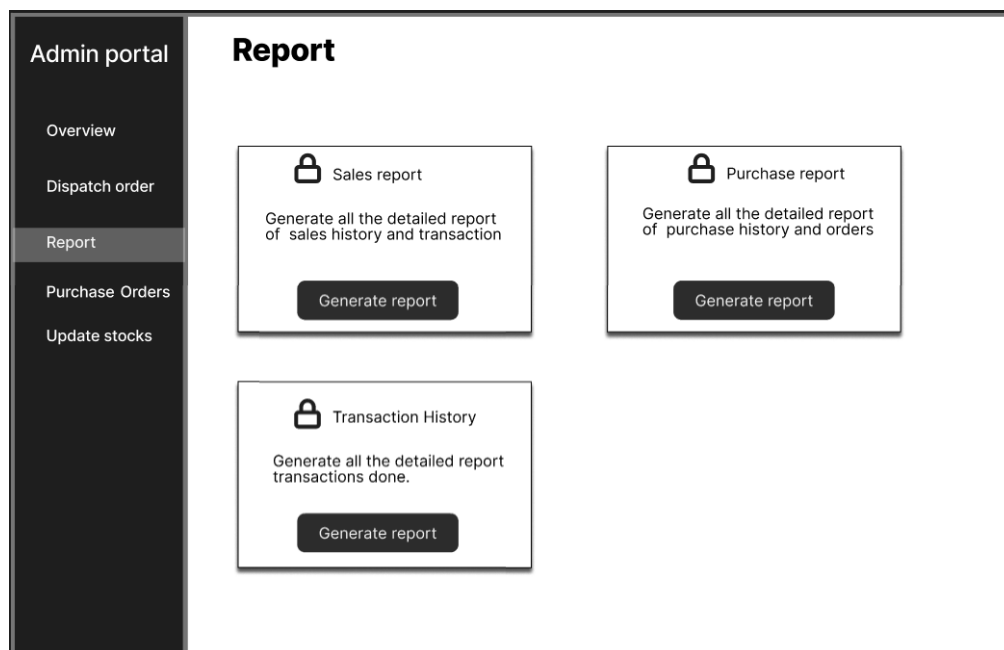 Admin portal
Overview
Dispatch order
Report
Purchase Orders
Update stocks
Report
Sales report
Generate all the detailed report
of sales history and transaction
Generate report
Purchase report
Generate all the detailed report
of purchase history and orders
Generate report
Transaction History
Generate all the detailed report
transactions done.
Generate report